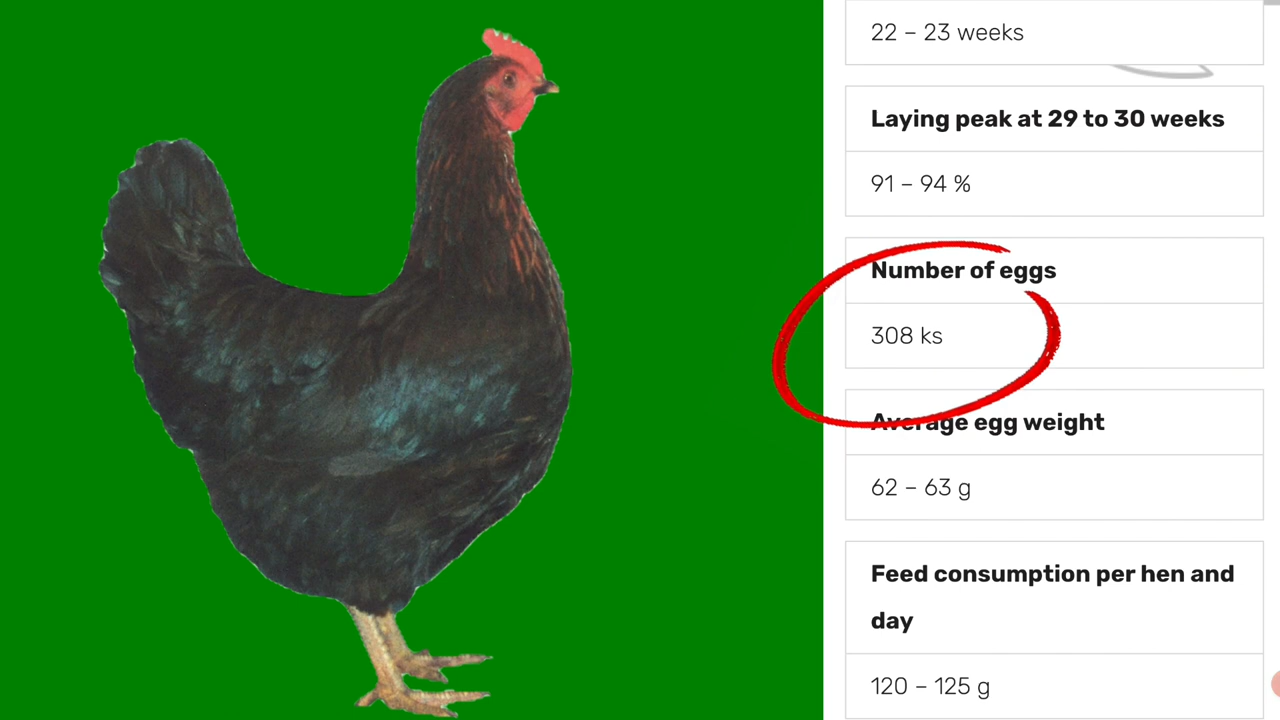 22 – 23 weeks
Laying peak at 29 to 30 weeks
91 – 94 %
Number of eggs
308 ks
Average egg weight
62 – 63 g
Feed consumption per hen and
day
120 – 125 g